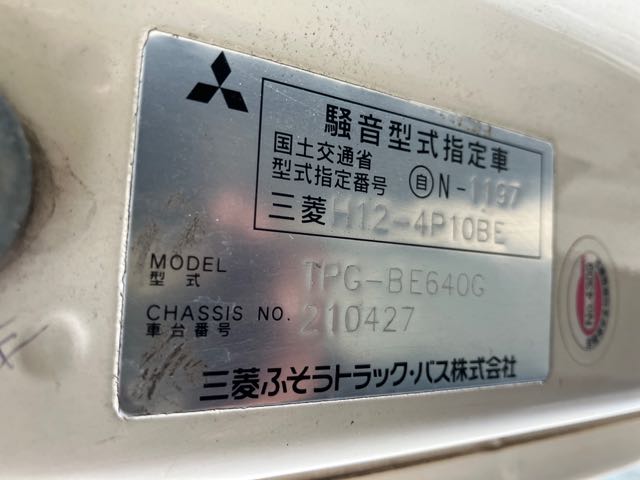 騒音型式指定車
国土交通省
型式指定番号 自 N-1197
三菱 H12-4P10BE
MODEL
型式 TPG-BE640G
CHASSIS NO.
車台番号 210427
三菱ふそうトラック・バス株式会社